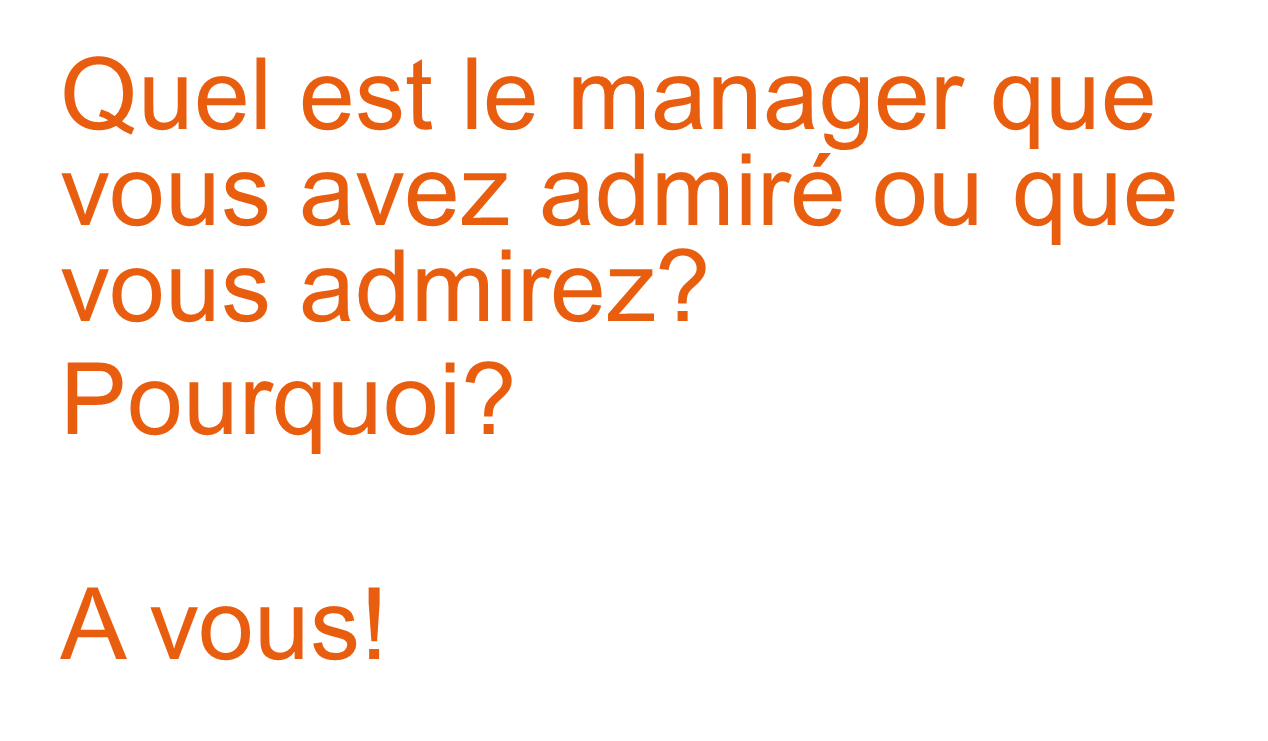 Quel est le manager que
vous avez admiré ou que
vous admirez?
Pourquoi?
A vous!